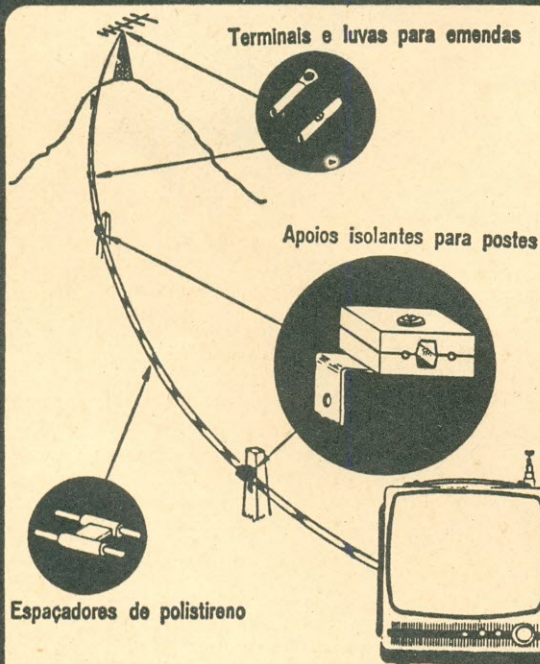 Terminais e luvas para emendas
Apoios isolantes para postes
Espaçadores de polistireno